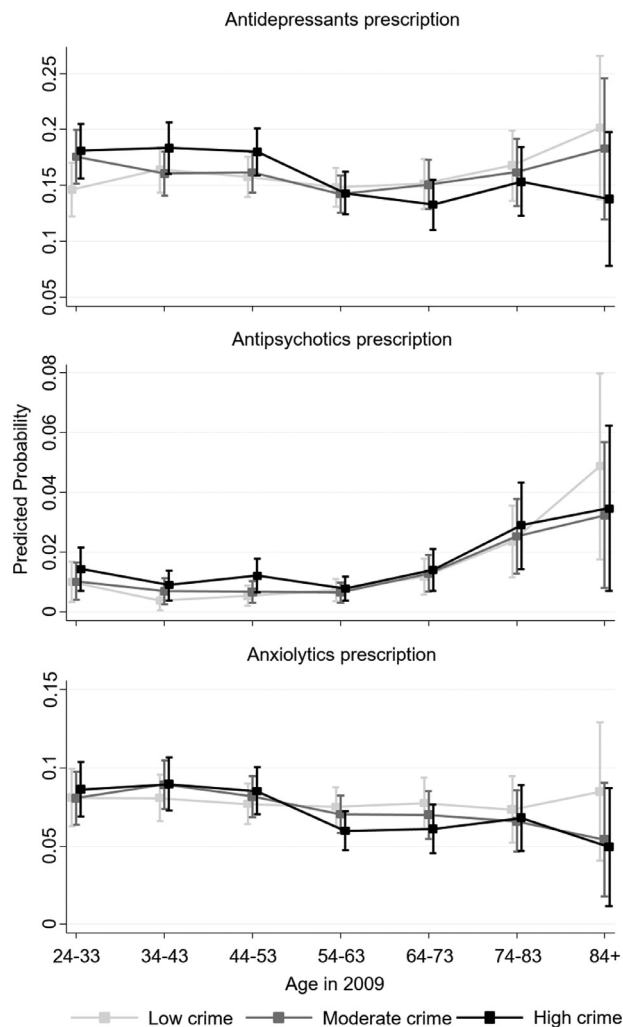 Antidepressants prescription
0.25
0.2
0.15
0.1
0.05
Antipsychotics prescription
0.08
0.06
0.04
0.02
0
Predicted Probability
Anxiolytics prescription
0.15
0.1
0.05
0
24-33 34-43 44-53 54-63 64-73 74-83 84+
Age in 2009
Low crime Moderate crime High crime